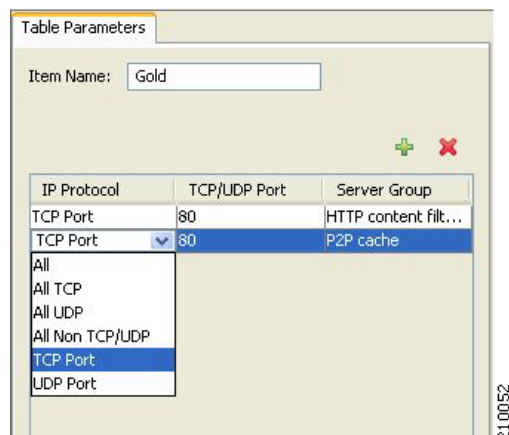 Table Parameters
Item Name: Gold
IP Protocol TCP/UDP Port Server Group
TCP Port 80 HTTP content filt...
TCP Port 80 P2P cache
All
All TCP
All UDP
All Non TCP/UDP
TCP Port
UDP Port
210052